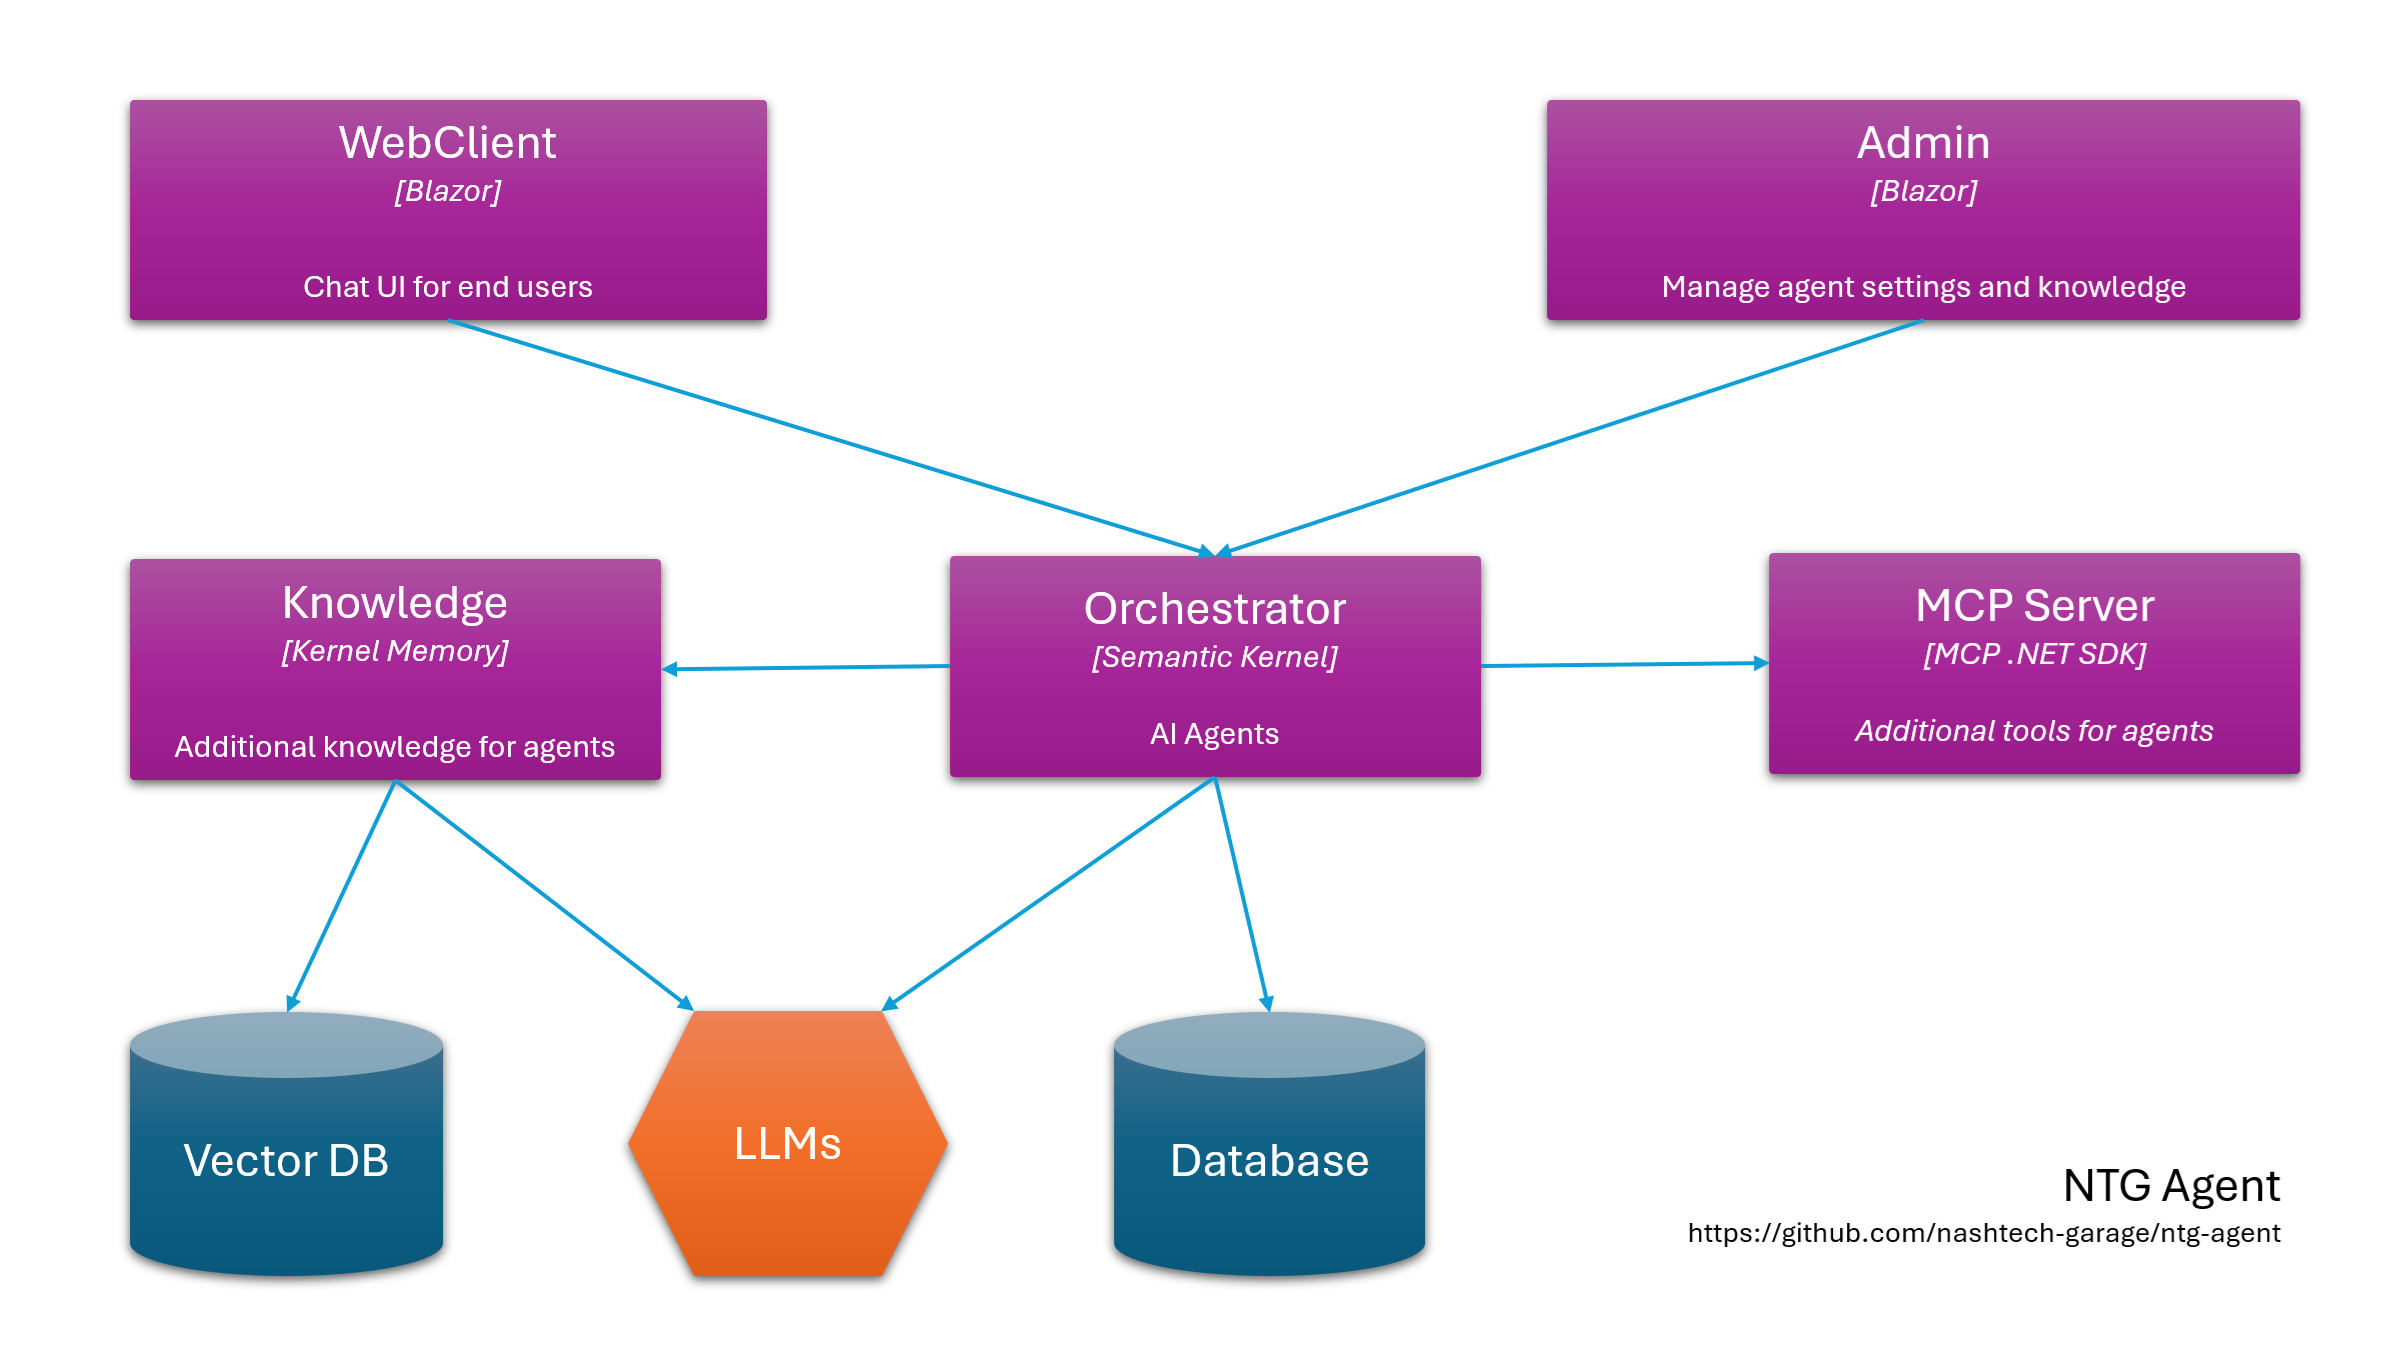 WebClient
[Blazor]
Chat UI for end users
Admin
[Blazor]
Manage agent settings and knowledge
Knowledge
[Kernel Memory]
Additional knowledge for agents
Orchestrator
[Semantic Kernel]
AI Agents
MCP Server
[MCP .NET SDK]
Additional tools for agents
Vector DB
LLMs
Database
NTG Agent
https://github.com/nashtech-garage/ntg-agent